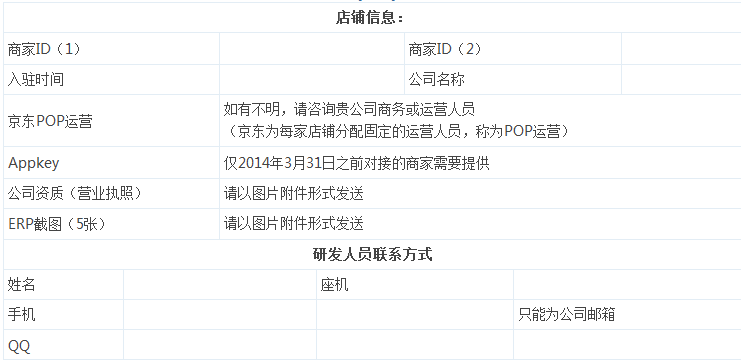 店铺信息：
商家ID（1）
商家ID（2）
入驻时间
公司名称
京东POP运营
如有不明，请咨询贵公司商务或运营人员
（京东为每家店铺分配固定的运营人员，称为POP运营）
Appkey
仅2014年3月31日之前对接的商家需要提供
公司资质（营业执照）
请以图片附件形式发送
ERP截图（5张）
请以图片附件形式发送
研发人员联系方式
姓名
座机
手机
只能为公司邮箱
QQ